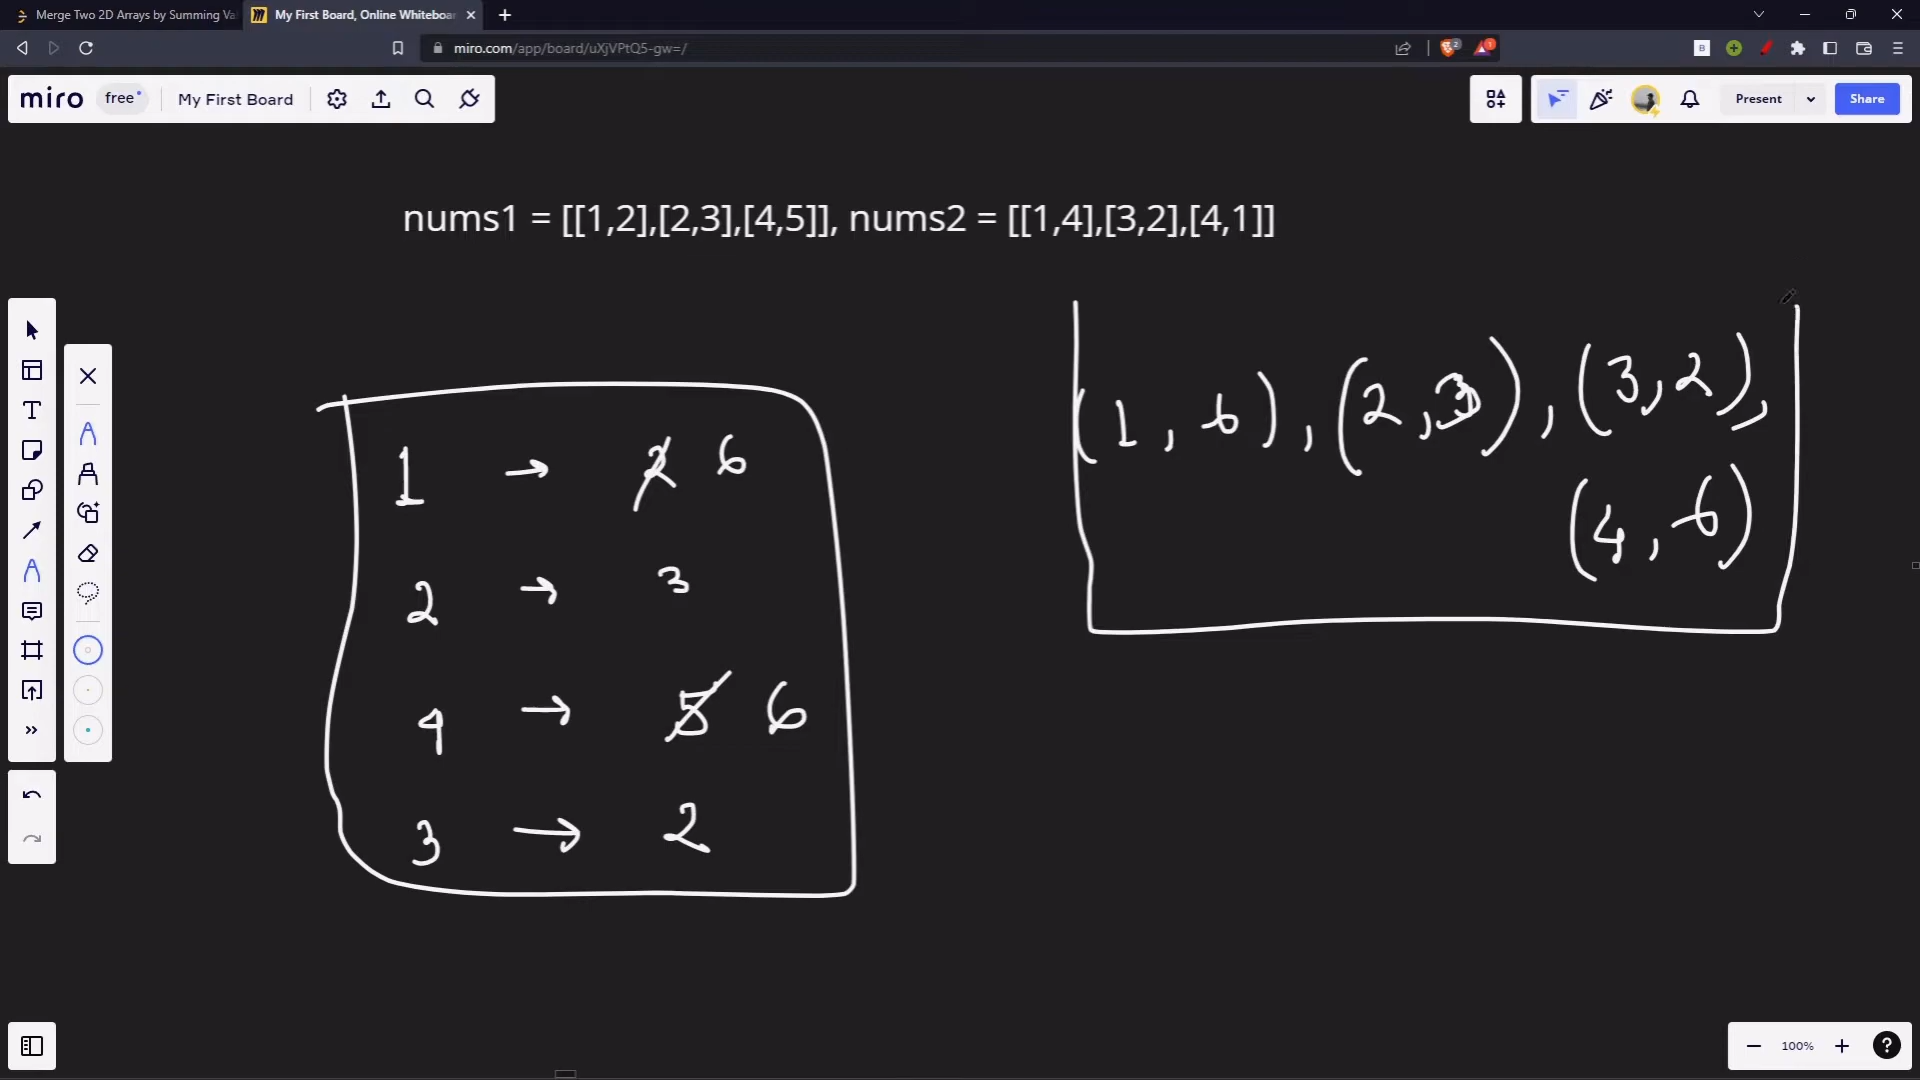 Merge Two 2D Arrays by Summing Va
My First Board, Online Whiteboa
miro.com/app/board/uXjVPtQ5-gw=/
miro free My First Board Present Share
nums1 = [[1,2],[2,3],[4,5]], nums2 = [[1,4],[3,2],[4,1]]
1 → 2 6
2 → 3
4 → 5 6
3 → 2
(1, 6), (2, 3), (3, 2),
(4, 6)
100%